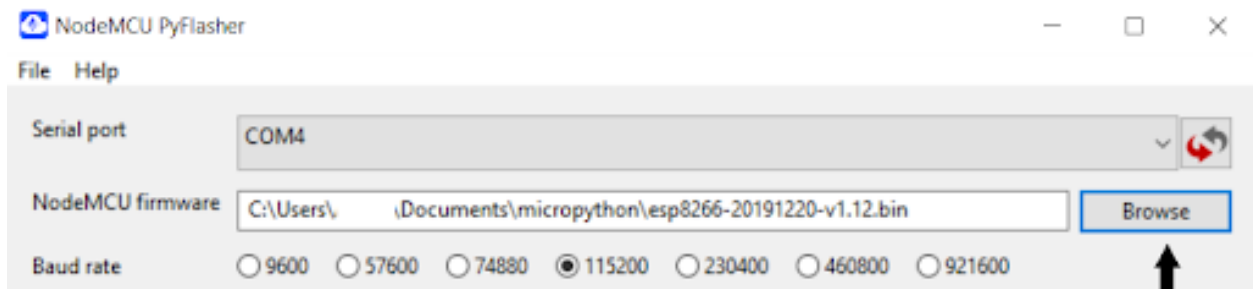 NodeMCU PyFlasher
File Help
Serial port COM4
NodeMCU firmware C:\Users\. \Documents\micropython\esp8266-20191220-v1.12.bin Browse
Baud rate 9600 57600 74880 115200 230400 460800 921600